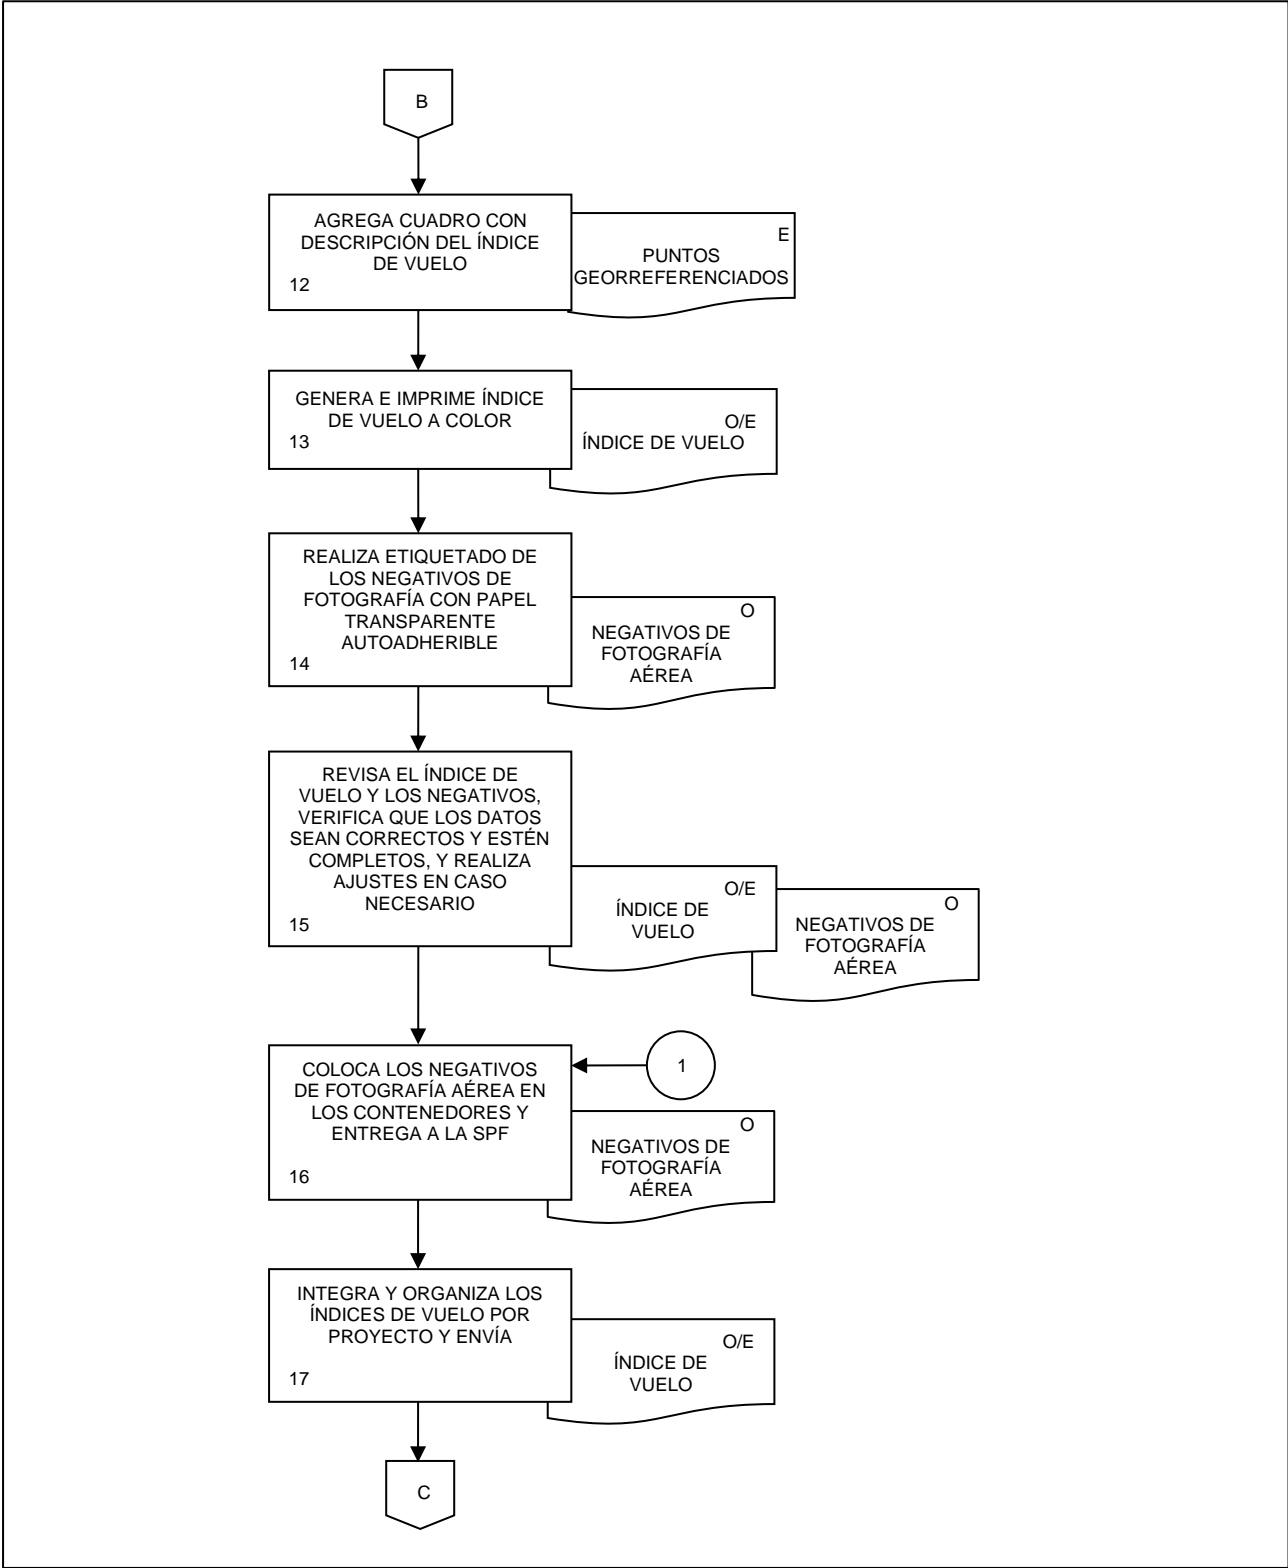 B
AGREGA CUADRO CON
DESCRIPCIÓN DEL ÍNDICE
DE VUELO
12
E
PUNTOS
GEORREFERENCIADOS
GENERA E IMPRIME ÍNDICE
DE VUELO A COLOR
13
O/E
ÍNDICE DE VUELO
REALIZA ETIQUETADO DE
LOS NEGATIVOS DE
FOTOGRAFÍA CON PAPEL
TRANSPARENTE
AUTOADHERIBLE
14
O
NEGATIVOS DE
FOTOGRAFÍA
AÉREA
REVISA EL ÍNDICE DE
VUELO Y LOS NEGATIVOS,
VERIFICA QUE LOS DATOS
SEAN CORRECTOS Y ESTÉN
COMPLETOS, Y REALIZA
AJUSTES EN CASO
NECESARIO
15
O/E
ÍNDICE DE
VUELO
O
NEGATIVOS DE
FOTOGRAFÍA
AÉREA
COLOCA LOS NEGATIVOS
DE FOTOGRAFÍA AÉREA EN
LOS CONTENEDORES Y
ENTREGA A LA SPF
16
1
O
NEGATIVOS DE
FOTOGRAFÍA
AÉREA
INTEGRA Y ORGANIZA LOS
ÍNDICES DE VUELO POR
PROYECTO Y ENVÍA
17
O/E
ÍNDICE DE
VUELO
C